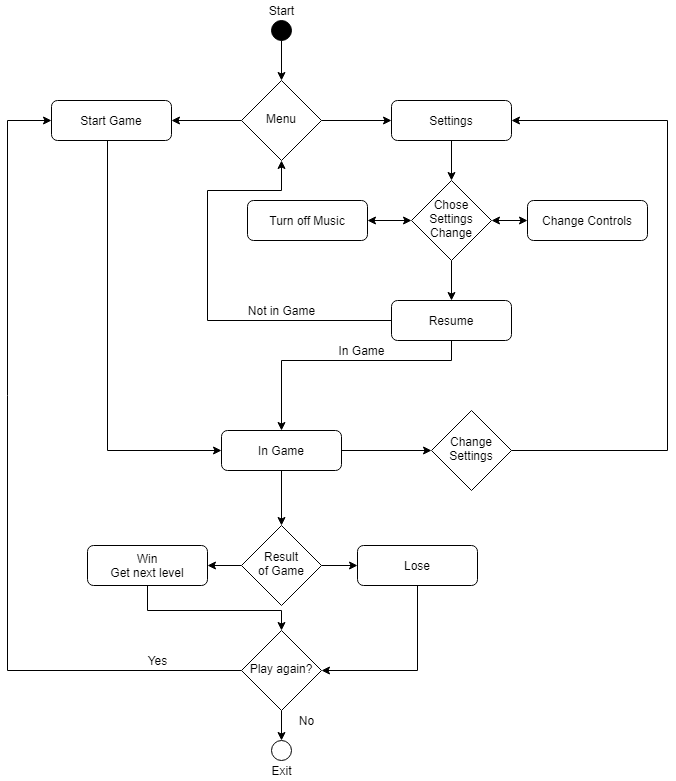 Start
Start Game
Menu
Settings
Turn off Music
Chose
Settings
Change
Change Controls
Not in Game
Resume
In Game
In Game
Change
Settings
Win
Get next level
Result
of Game
Lose
Yes
Play again?
No
Exit